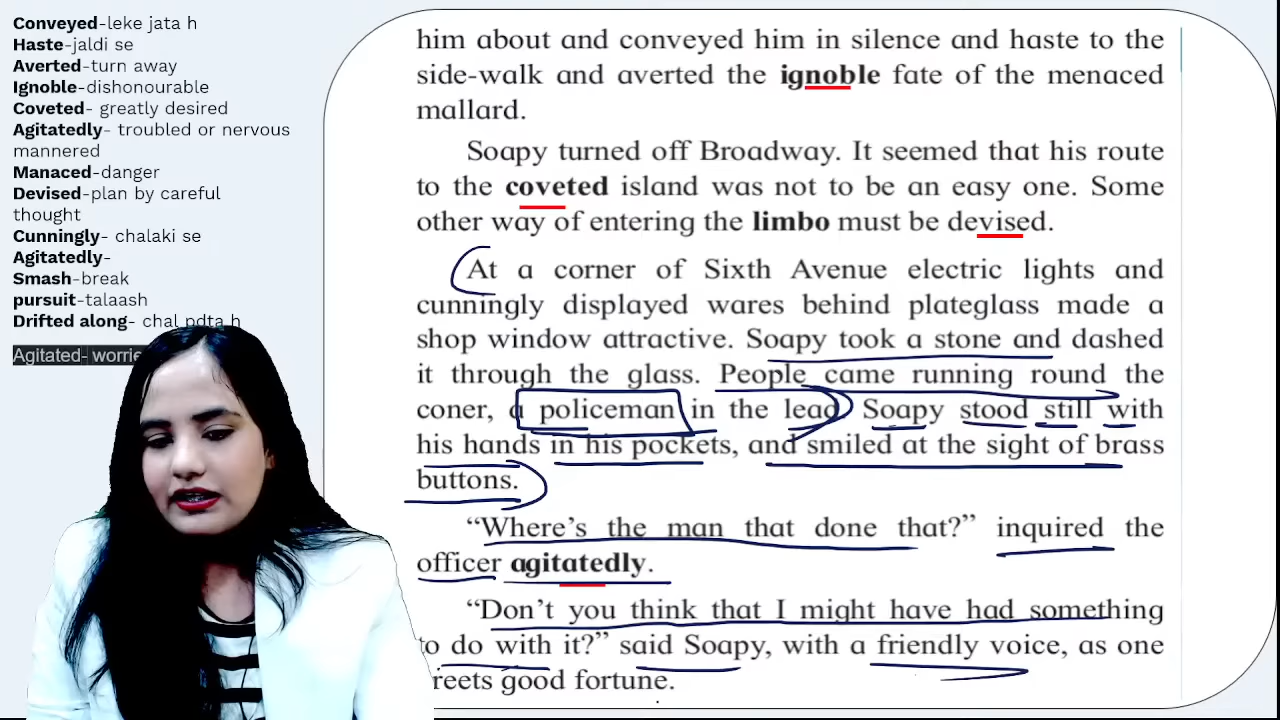 Conveyed-leke jata h
Haste-jaldi se
Averted-turn away
Ignoble-dishonourable
Coveted- greatly desired
Agitatedly- troubled or nervous
mannered
Manaced-danger
Devised-plan by careful
thought
Cunningly- chalaki se
Agitatedly-
Smash-break
pursuit-talaash
Drifted along- chal pdta h
Agitated-
him about and conveyed him in silence and haste to the
side-walk and averted the ignoble fate of the menaced
mallard.
Soapy turned off Broadway. It seemed that his route
to the coveted island was not to be an easy one. Some
other way of entering the limbo must be devised.
At a corner of Sixth Avenue electric lights and
cunningly displayed wares behind plateglass made a
shop window attractive. Soapy took a stone and dashed
it through the glass. People came running round the
coner, a policeman in the lead Soapy stood still with
his hands in his pockets, and smiled at the sight of brass
buttons.
“Where’s the man that done that?” inquired the
officer agitatedly.
“Don’t you think that I might have had something
to do with it?” said Soapy, with a friendly voice, as one
good fortune.